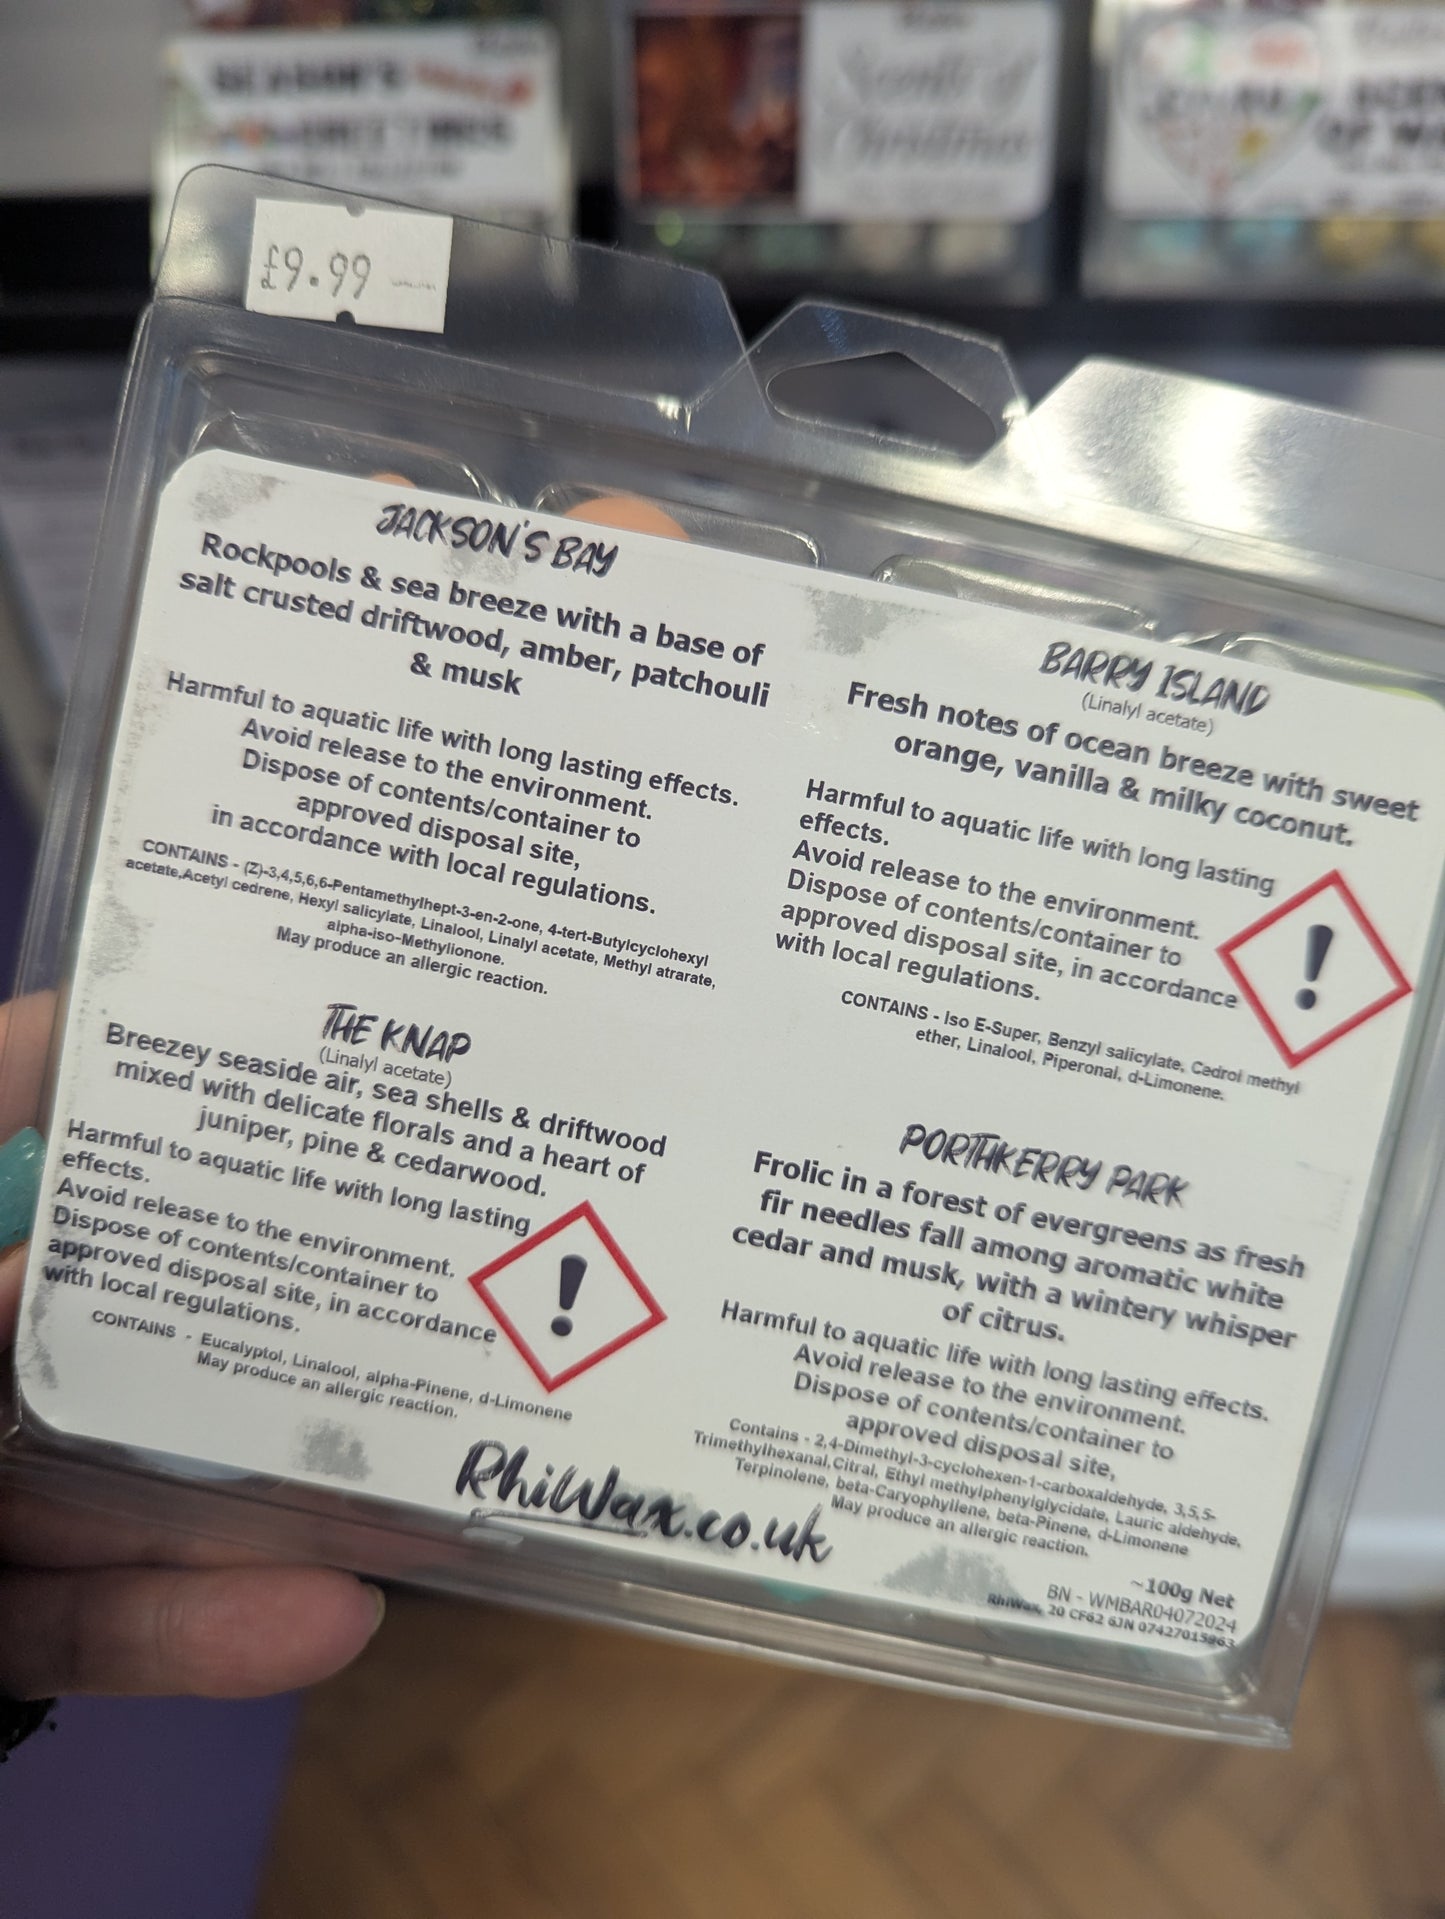 SEASON'S
GREETINGS
Scents of
Christmas
£9.99
JACKSON'S BAY
Rockpools & sea breeze with a base of
salt crusted driftwood, amber, patchouli
& musk
Harmful to aquatic life with long lasting effects.
Avoid release to the environment.
Dispose of contents/container to
approved disposal site,
in accordance with local regulations.
CONTAINS - (Z)-3,4,5,6,6-Pentamethylhept-3-en-2-one, 4-tert-Butylcyclohexyl
acetate,Acetyl cedrene, Hexyl salicylate, Linalool, Linalyl acetate, Methyl atrarate,
alpha-iso-Methylionone.
May produce an allergic reaction.
THE KNAP
(Linalyl acetate)
Breezey seaside air, sea shells & driftwood
mixed with delicate florals and a heart of
juniper, pine & cedarwood.
Harmful to aquatic life with long lasting
effects.
Avoid release to the environment.
Dispose of contents/container to
approved disposal site, in accordance
with local regulations.
CONTAINS - Eucalyptol, Linalool, alpha-Pinene, d-Limonene
May produce an allergic reaction.
BARRY ISLAND
(Linalyl acetate)
Fresh notes of ocean breeze with sweet
orange, vanilla & milky coconut.
Harmful to aquatic life with long lasting
effects.
Avoid release to the environment.
Dispose of contents/container to
approved disposal site, in accordance
with local regulations.
CONTAINS - Iso E-Super, Benzyl salicylate, Cedrol methyl
ether, Linalool, Piperonal, d-Limonene.
PORTHKERRY PARK
Frolic in a forest of evergreens as fresh
fir needles fall among aromatic white
cedar and musk, with a wintery whisper
of citrus.
Harmful to aquatic life with long lasting effects.
Avoid release to the environment.
Dispose of contents/container to
approved disposal site,
Contains - 2,4-Dimethyl-3-cyclohexen-1-carboxaldehyde, 3,5,5-
Trimethylhexanal,Citral, Ethyl methylphenylglycidate, Lauric aldehyde,
Terpinolene, beta-Caryophyllene, beta-Pinene, d-Limonene
May produce an allergic reaction.
RhiWax.co.uk
~100g Net
BN - WMBAR04072024
RhiWax, 20 CF62 6JN 07427015963